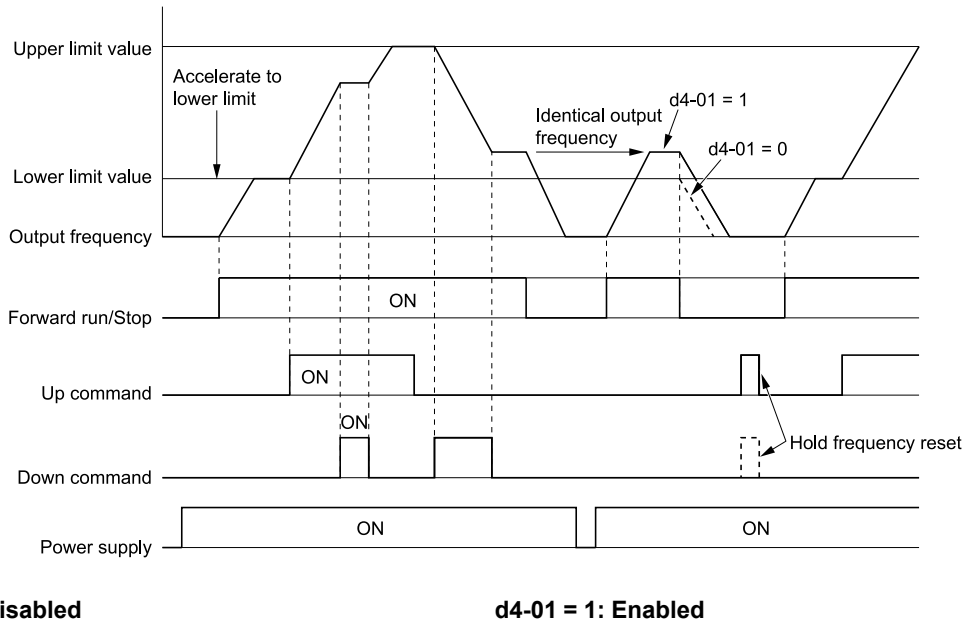 Upper limit value
Accelerate to
lower limit
d4-01 = 1
Identical output
frequency
d4-01 = 0
Lower limit value
Output frequency
ON
Forward run/Stop
ON
Up command
ON
Hold frequency reset
Down command
ON
ON
Power supply
isabled
d4-01 = 1: Enabled